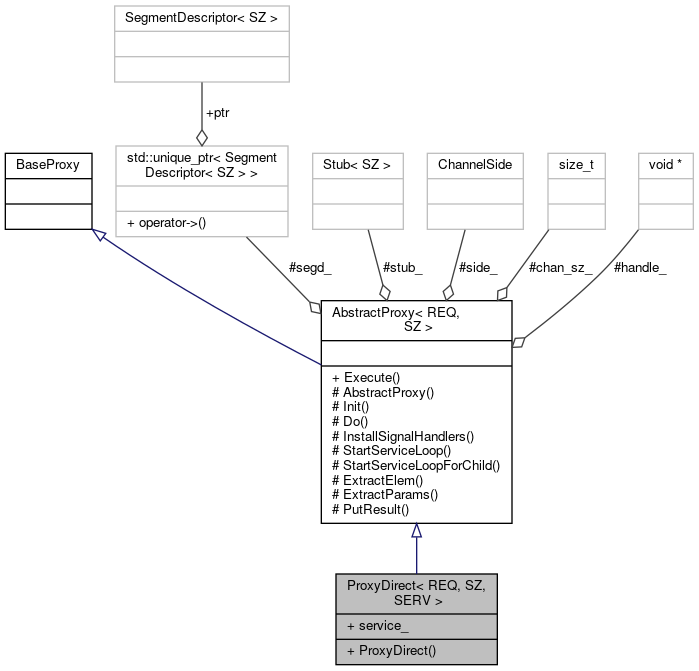 SegmentDescriptor< SZ >
+ptr
BaseProxy
std::unique_ptr< Segment
Descriptor< SZ > >
+ operator->()
Stub< SZ >
ChannelSide
size_t
void *
#segd_
#stub_
#side_
#chan_sz_
#handle_
AbstractProxy< REQ,
SZ >
+ Execute()
# AbstractProxy()
# Init()
# Do()
# InstallSignalHandlers()
# StartServiceLoop()
# StartServiceLoopForChild()
# ExtractElem()
# ExtractParams()
# PutResult()
ProxyDirect< REQ, SZ,
SERV >
+ service_
+ ProxyDirect()